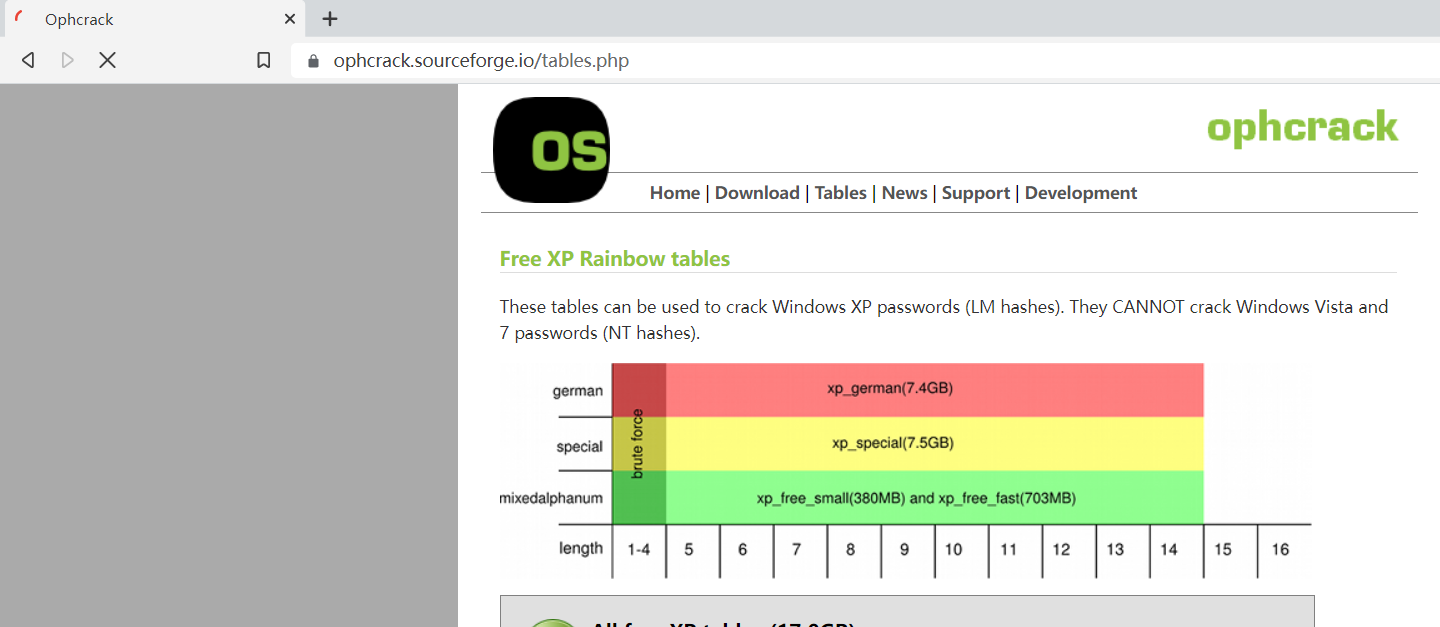 Ophcrack
ophcrack.sourceforge.io/tables.php
OS
ophcrack
Home | Download | Tables | News | Support | Development
Free XP Rainbow tables
These tables can be used to crack Windows XP passwords (LM hashes). They CANNOT crack Windows Vista and
7 passwords (NT hashes).
german
xp_german(7.4GB)
brute force
special
xp_special(7.5GB)
mixedalphanum
xp_free_small(380MB) and xp_free_fast(703MB)
length 1-4 5 6 7 8 9 10 11 12 13 14 15 16